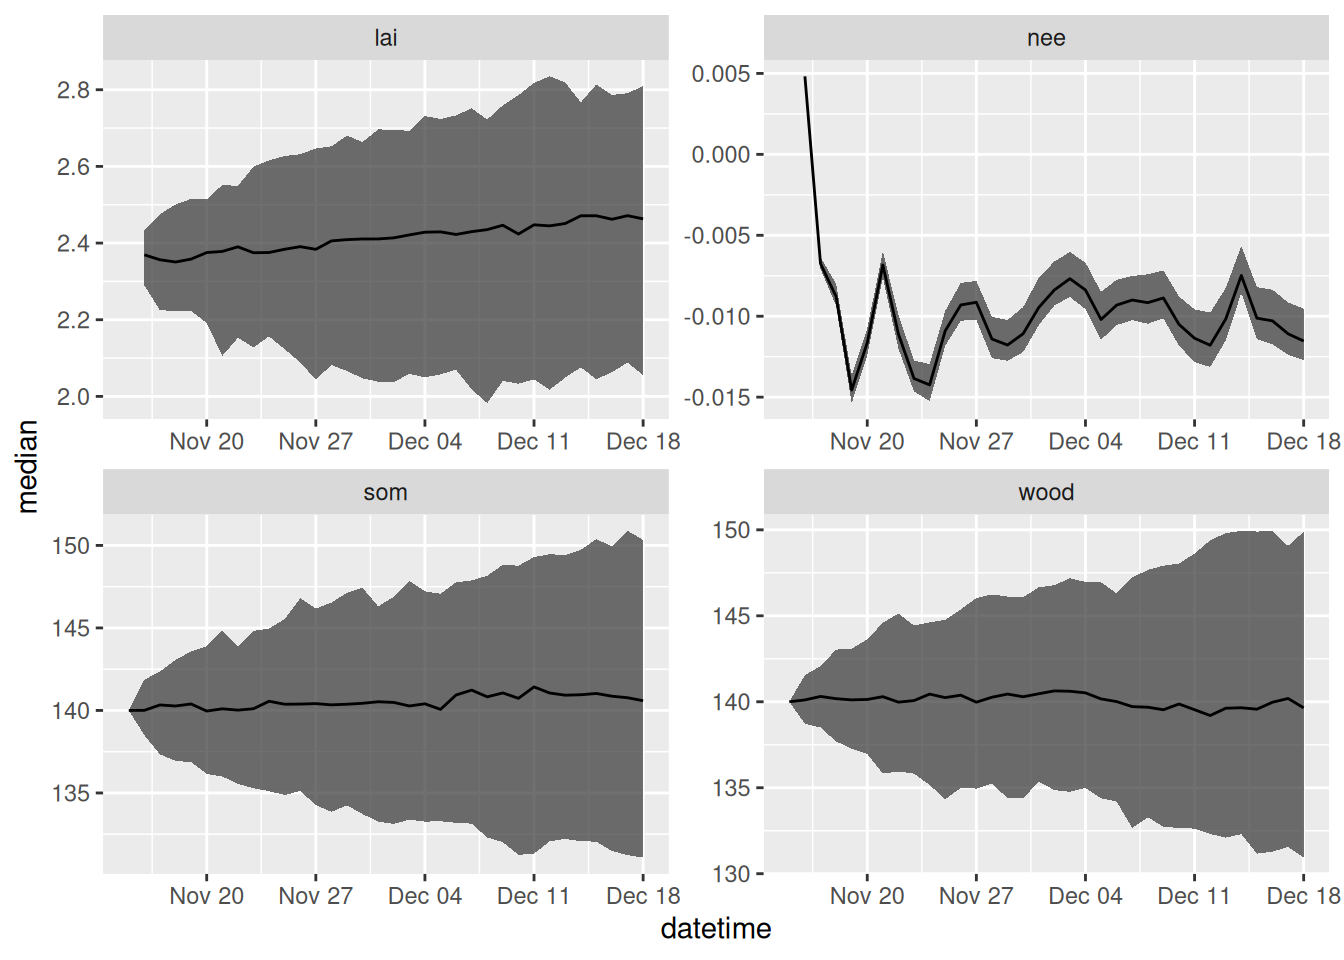 lai
nee
2.8
2.6
2.4
2.2
2.0
0.005
0.000
-0.005
-0.010
-0.015
Nov 20 Nov 27 Dec 04 Dec 11 Dec 18
Nov 20 Nov 27 Dec 04 Dec 11 Dec 18
median
som
wood
150
145
140
135
150
145
140
135
130
Nov 20 Nov 27 Dec 04 Dec 11 Dec 18
Nov 20 Nov 27 Dec 04 Dec 11 Dec 18
datetime